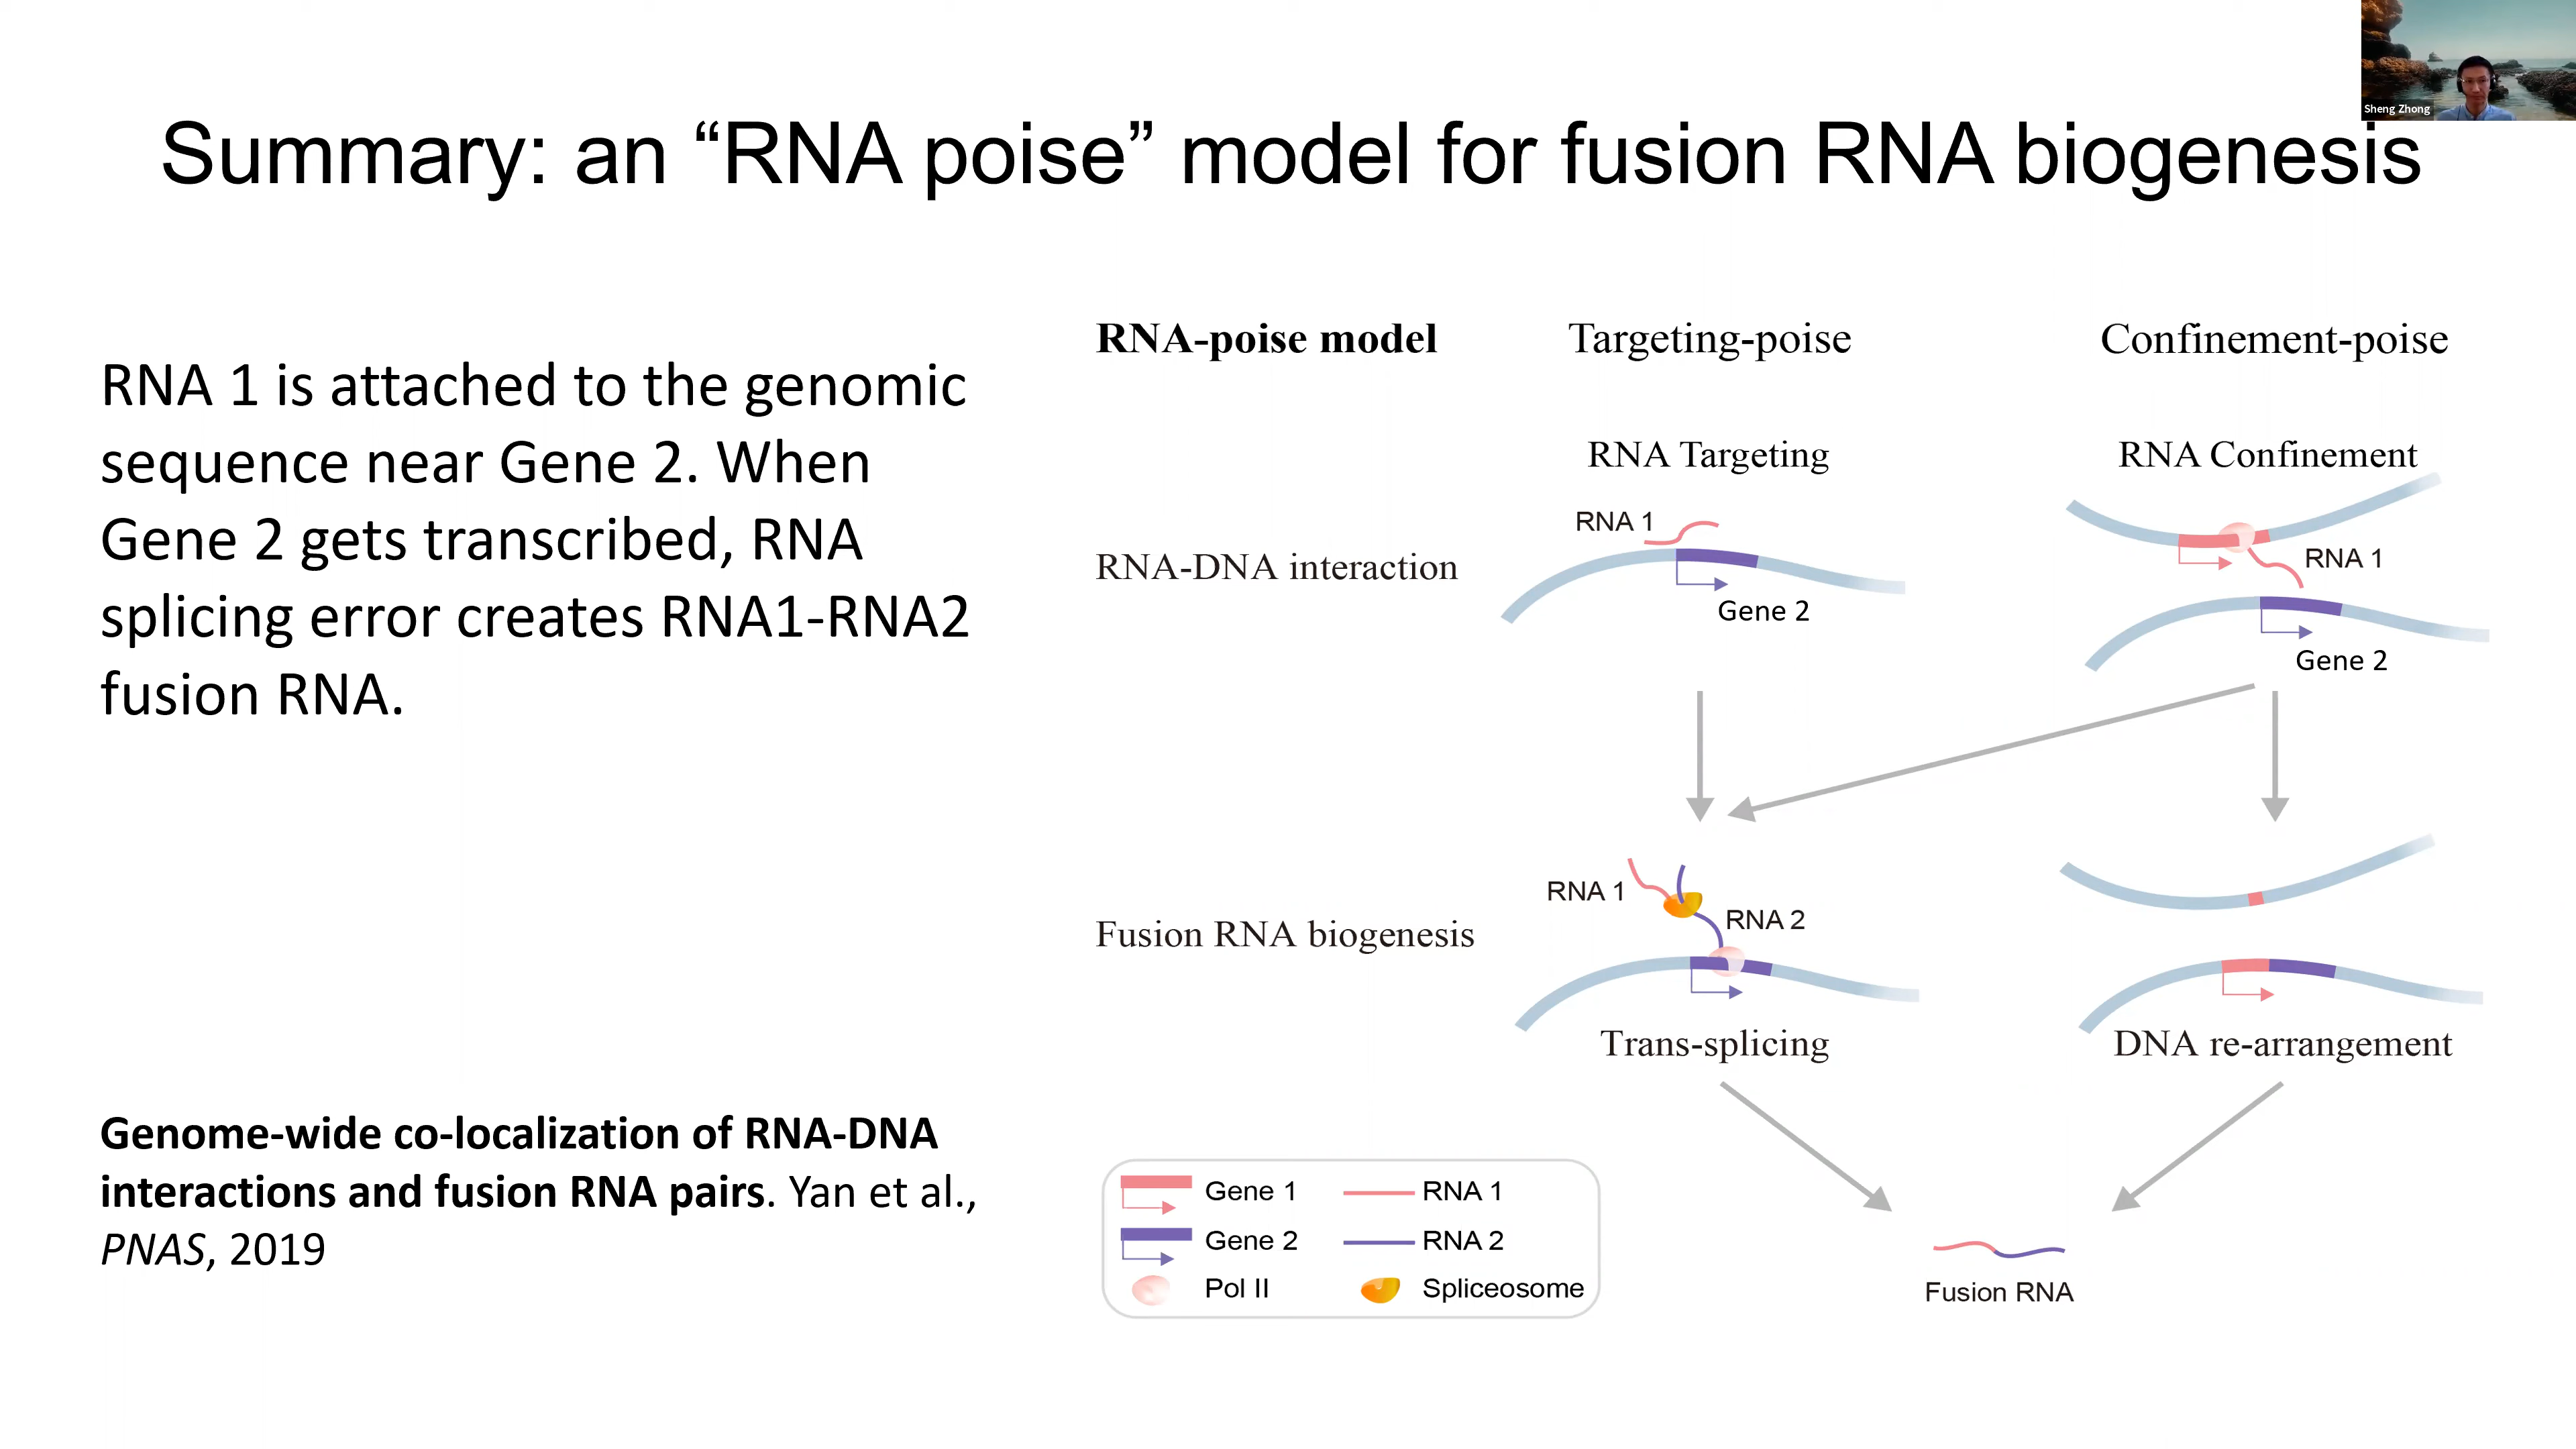 Sheng Zhong
Summary: an “RNA poise” model for fusion RNA biogenesis
RNA 1 is attached to the genomic
sequence near Gene 2. When
Gene 2 gets transcribed, RNA
splicing error creates RNA1-RNA2
fusion RNA.
Genome-wide co-localization of RNA-DNA
interactions and fusion RNA pairs. Yan et al.,
PNAS, 2019
RNA-poise model
Targeting-poise
Confinement-poise
RNA Targeting
RNA Confinement
RNA-DNA interaction
RNA 1
Gene 2
RNA 1
Gene 2
Fusion RNA biogenesis
RNA 1
RNA 2
Trans-splicing
DNA re-arrangement
Gene 1
RNA 1
Gene 2
RNA 2
Pol II
Spliceosome
Fusion RNA